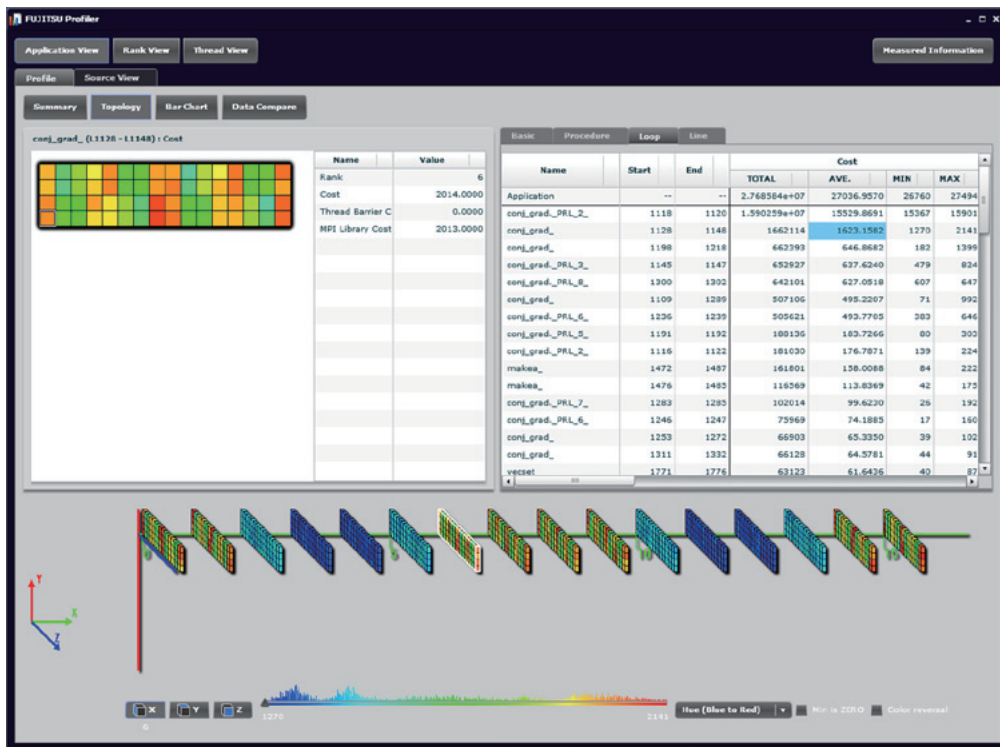 FUJITSU Profiler
Application View Rank View Thread View Measured Information
Profile Source View
Summary Topology Bar Chart Data Compare
conj_grad_ (L1128 - L1148) : Cost
Name Value
Rank 6
Cost 2014.0000
Thread Barrier C 0.0000
MPI Library Cost 2013.0000
Basic Procedure Loop Line
Name Start End Cost
TOTAL AVE. MIN MAX
Application -- -- 2.768584e+07 27036.9570 26760 27494
conj_grad._PRL_2_ 1118 1120 1.590259e+07 15529.8691 15367 15901
conj_grad_ 1128 1148 1662114 1623.1582 1270 2141
conj_grad_ 1198 1218 662393 646.8682 182 1399
conj_grad._PRL_3_ 1145 1147 652927 637.6240 479 824
conj_grad._PRL_8_ 1300 1302 642101 627.0518 607 647
conj_grad_ 1109 1289 507106 495.2207 71 992
conj_grad._PRL_6_ 1236 1239 505621 493.7705 383 646
conj_grad._PRL_5_ 1191 1192 188136 183.7266 80 303
conj_grad._PRL_2_ 1116 1122 181030 176.7871 139 224
makea_ 1472 1487 161801 158.0088 84 222
makea_ 1476 1485 116569 113.8369 42 175
conj_grad._PRL_7_ 1283 1285 102014 99.6230 26 192
conj_grad._PRL_6_ 1246 1247 75969 74.1885 17 160
conj_grad_ 1253 1272 66903 65.3350 39 102
conj_grad_ 1311 1332 66128 64.5781 44 91
vecset 1771 1776 63123 61.6436 40 87
0 5 10 15
Y
X
Z
X Y Z
6
1270 2141
Hue (Blue to Red) Min is ZERO Color reversal